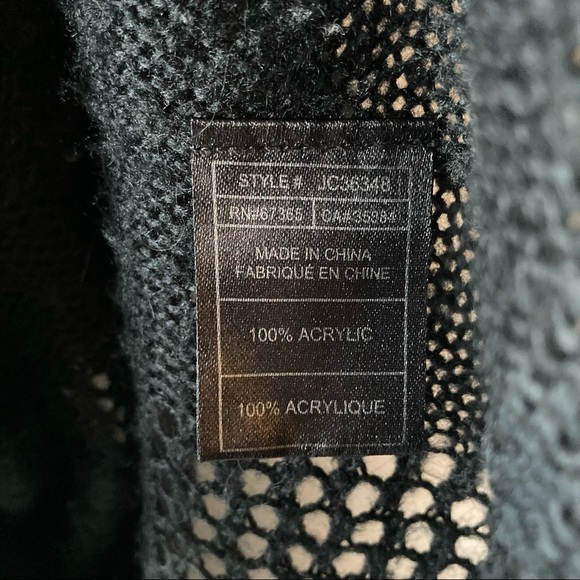 STYLE# JC36348
RN#67365 CA#35884
MADE IN CHINA
FABRIQUÉ EN CHINE
100% ACRYLIC
100% ACRYLIQUE